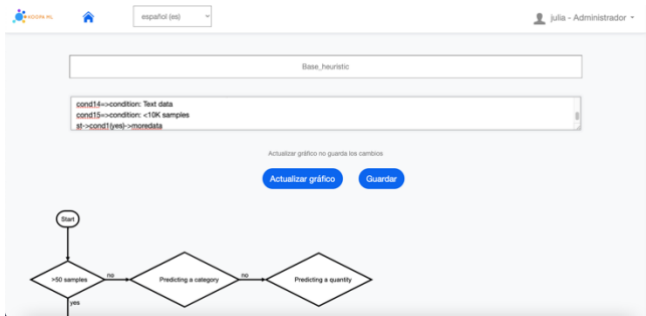 KOOPA ML
español (es)
julia - Administrador
Base_heuristic
cond14=>condition: Text data
cond15=>condition: <10K samples
st->cond1(yes)->moredata
Actualizar gráfico no guarda los cambios
Actualizar gráfico
Guardar
Start
>50 samples
no
Predicting a category
no
Predicting a quantity
yes